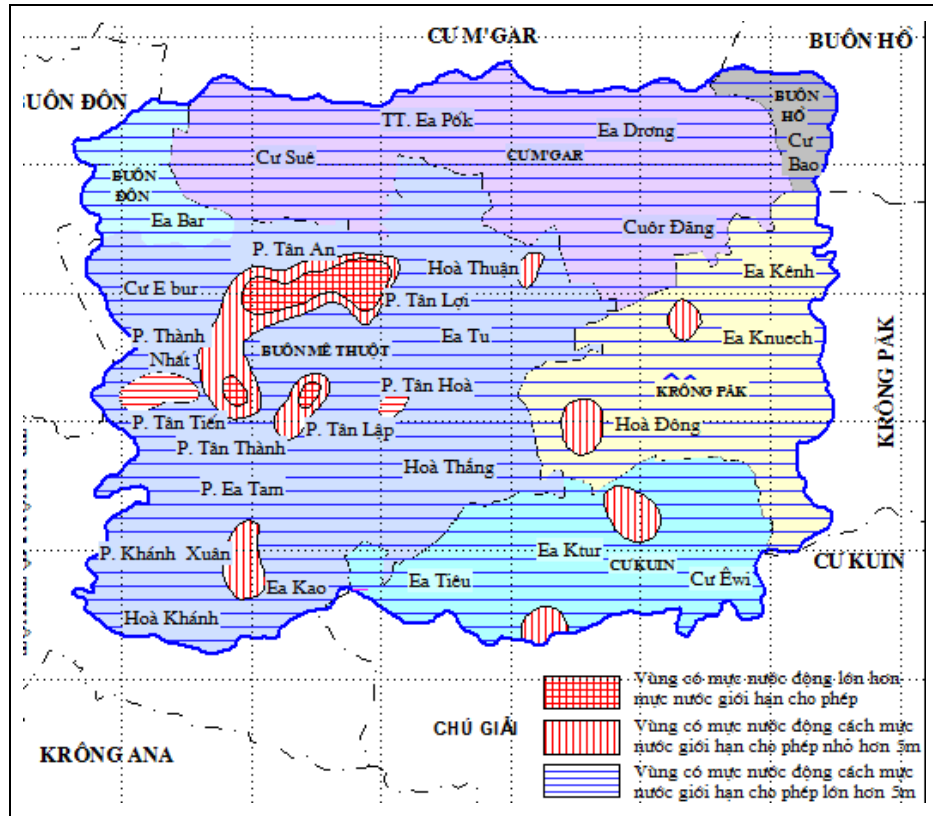 CƯ M'GAR
BUÔN HỒ
BUÔN ĐÔN
BUÔN
HỒ
Cư
Bao
TT. Ea Pốk
Ea Drơng
Cư Suê
CƯ M'GAR
BUÔN
ĐÔN
Ea Bar
Cuôr Đăng
P. Tân An
Hoà Thuận
Ea Kênh
Cư E bur
P. Tân Lợi
P. Thành
Nhất
Ea Tu
Ea Knuech
BUÔN MÊ THUỘT
KRÔNG PĂK
P. Tân Hoà
KRÔNG PĂK
P. Tân Tiến
P. Tân Lập
Hoà Đông
P. Tân Thành
Hoà Thắng
P. Ea Tam
P. Khánh Xuân
Ea Ktur
CƯ KUIN
CƯ KUIN
Ea Kao
Ea Tiêu
Cư Êwi
Hoà Khánh
KRÔNG ANA
CHÚ GIẢI
Vùng có mực nước động lớn hơn
mực nước giới hạn cho phép
Vùng có mực nước động cách mực
nước giới hạn cho phép nhỏ hơn 5m
Vùng có mực nước động cách mực
nước giới hạn cho phép lớn hơn 5m